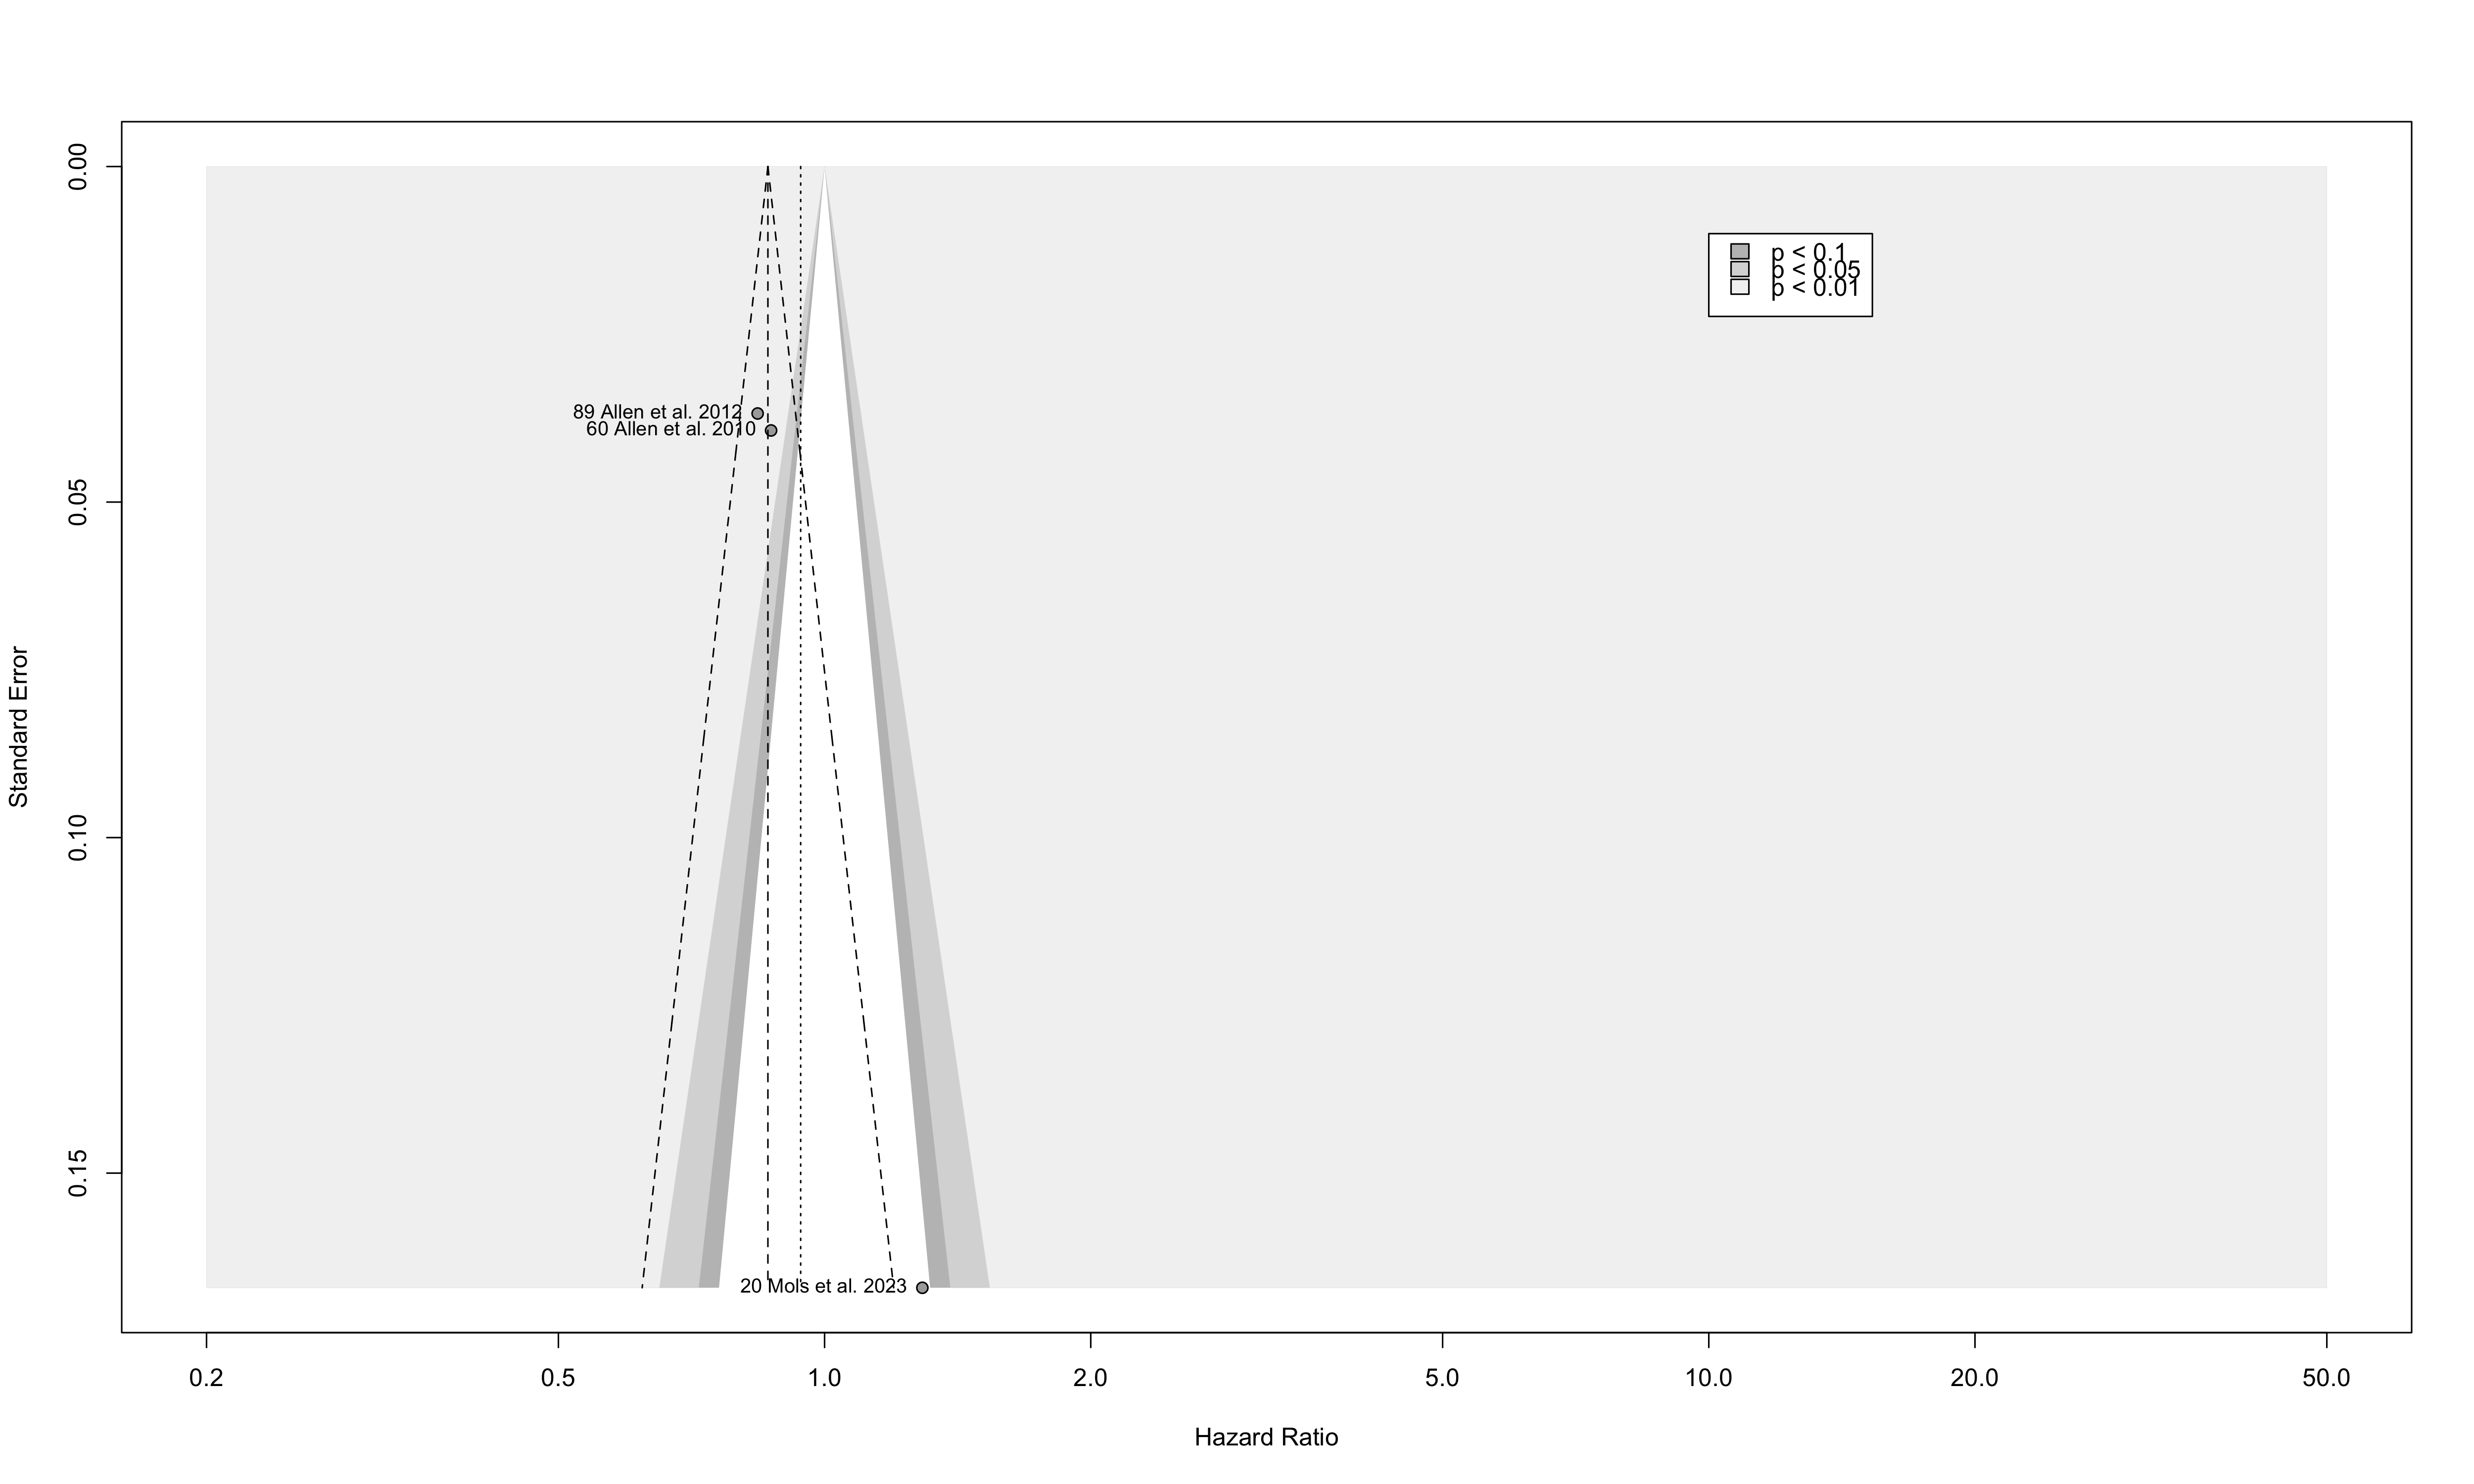 0.00
0.05
0.10
0.15
Standard Error
p < 0.1
p < 0.05
p < 0.01
89 Allen et al. 2012
60 Allen et al. 2010
20 Mols et al. 2023
0.2 0.5 1.0 2.0 5.0 10.0 20.0 50.0
Hazard Ratio